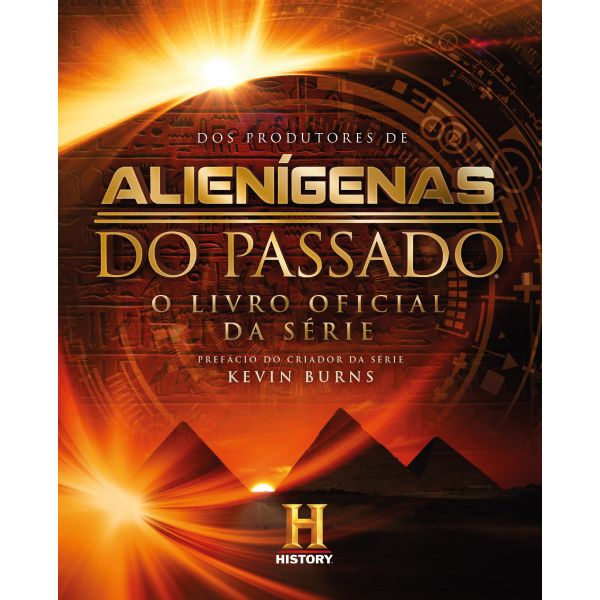 DOS PRODUTORES DE
ALIENÍGENAS
DO PASSADO®
O LIVRO OFICIAL
DA SÉRIE
PREFÁCIO DO CRIADOR DA SÉRIE
KEVIN BURNS
H
HISTORY